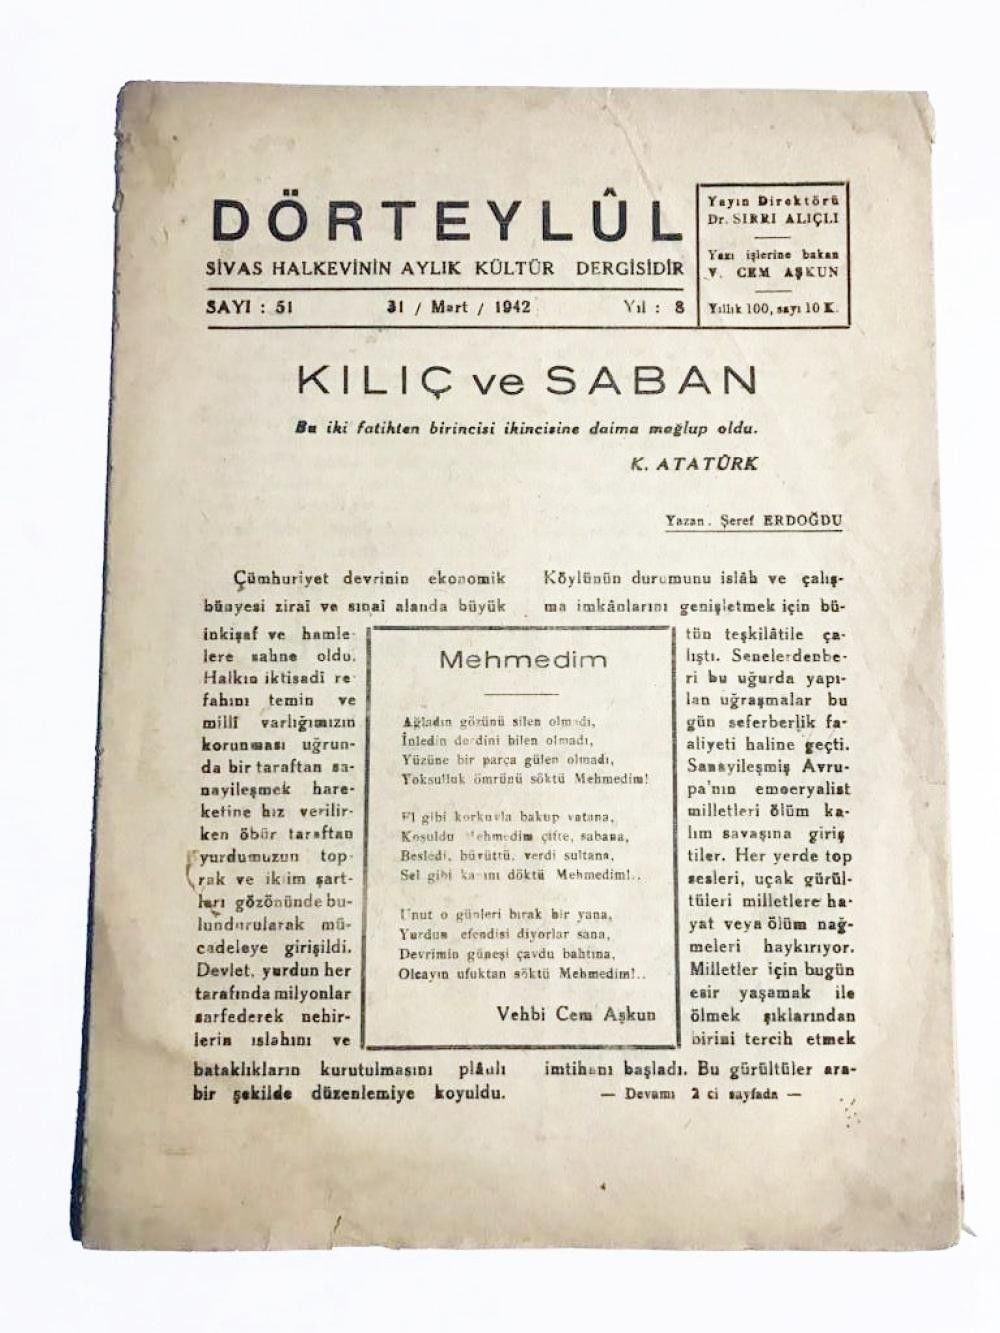 DÖRTEYLÛL
SİVAS HALKEVİNİN AYLIK KÜLTÜR DERGİSİDİR
SAYI : 51 31 / Mart / 1942 Yıl : 8
Yayın Direktörü
Dr. SIRRI ALIÇLI
Yazı işlerine bakan
V. CEM AŞKUN
Yıllık 100, sayı 10 K.
KILIÇ ve SABAN
Bu iki fatihten birincisi ikincisine daima mağlup oldu.
K. ATATÜRK
Yazan. Şeref ERDOĞDU
Çümhuriyet devrinin ekonomik
bünyesi ziraî ve sınaî alanda büyük
inkişaf ve hamle-
lere sahne oldu.
Halkın iktisadî re
fahını temin ve
millî varlığımızın
korunması uğrun-
da bir taraftan sa-
nayileşmek hare-
ketine hız verilir-
ken öbür taraftan
yurdumuzun top-
rak ve iklim şart-
ları gözönünde bu-
lundurularak mü-
cadeleye girişildi.
Devlet, yurdun her
tarafında milyonlar
sarfederek nehir-
lerin ıslahını ve
bataklıkların kurutulmasını plânlı
bir şekilde düzenlemiye koyuldu.
Mehmedim
Ağladın gözünü silen olmadı,
İnledin derdini bilen olmadı,
Yüzüne bir parça gülen olmadı,
Yoksulluk ömrünü söktü Mehmedim!
El gibi korkuyla bakup vatana,
Koşuldu Mehmedim çifte, sabana,
Besledi, büyüttü, verdi sultana,
Sel gibi kanını döktü Mehmedim!..
Unut o günleri bırak bir yana,
Yurdun efendisi diyorlar sana,
Devrimin güneşi çavdu bahtına,
Olcayın ufuktan söktü Mehmedim!..
Vehbi Cem Aşkun
Köylünün durumunu islâh ve çalış-
ma imkânlarını genişletmek için bü-
tün teşkilâtile ça-
lıştı. Senelerdenbe-
ri bu uğurda yapı-
lan uğraşmalar bu
gün seferberlik fa-
aliyeti haline geçti.
Sanayileşmiş Avru-
pa'nın emperyalist
milletleri ölüm ka-
lım savaşına giriş
tiler. Her yerde top
sesleri, uçak gürül-
tüleri milletlere ha-
yat veya ölüm nağ-
meleri haykırıyor.
Milletler için bugün
esir yaşamak ile
ölmek şıklarından
birini tercih etmek
imtihanı başladı. Bu gürültüler ara-
— Devamı 2 ci sayfada —